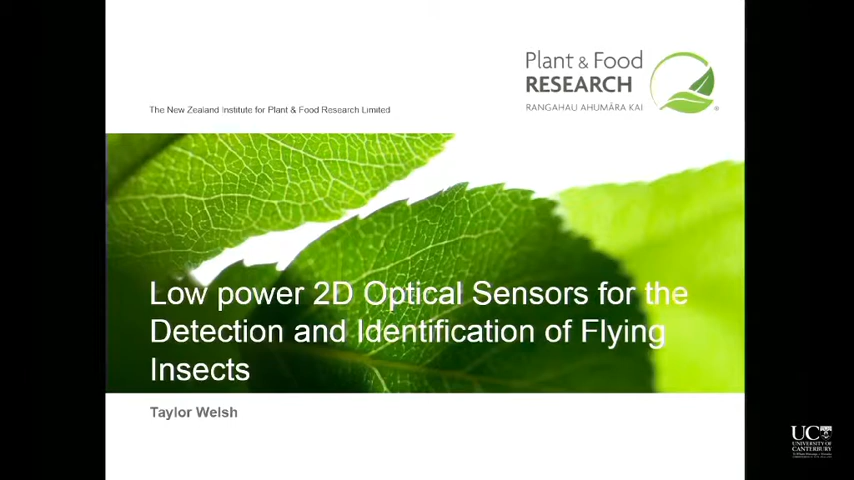 Plant & Food
RESEARCH
RANGAHAU AHUMĀRA KAI
®
The New Zealand Institute for Plant & Food Research Limited
Low power 2D Optical Sensors for the
Detection and Identification of Flying
Insects
Taylor Welsh
UC
UNIVERSITY OF
CANTERBURY